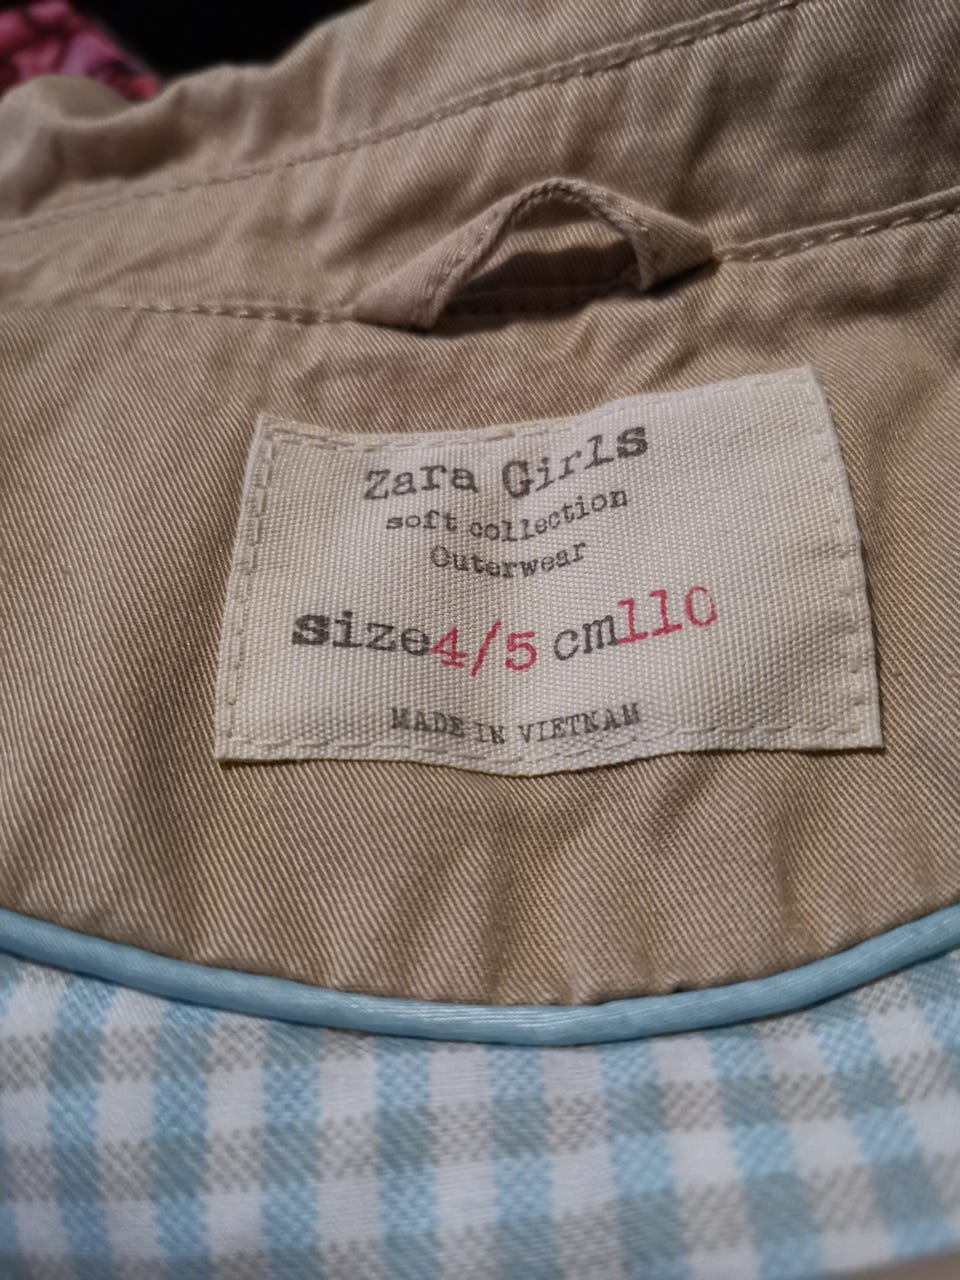 Zara Girls
soft collection
Outerwear
size4/5 cm110
MADE IN VIETNAM